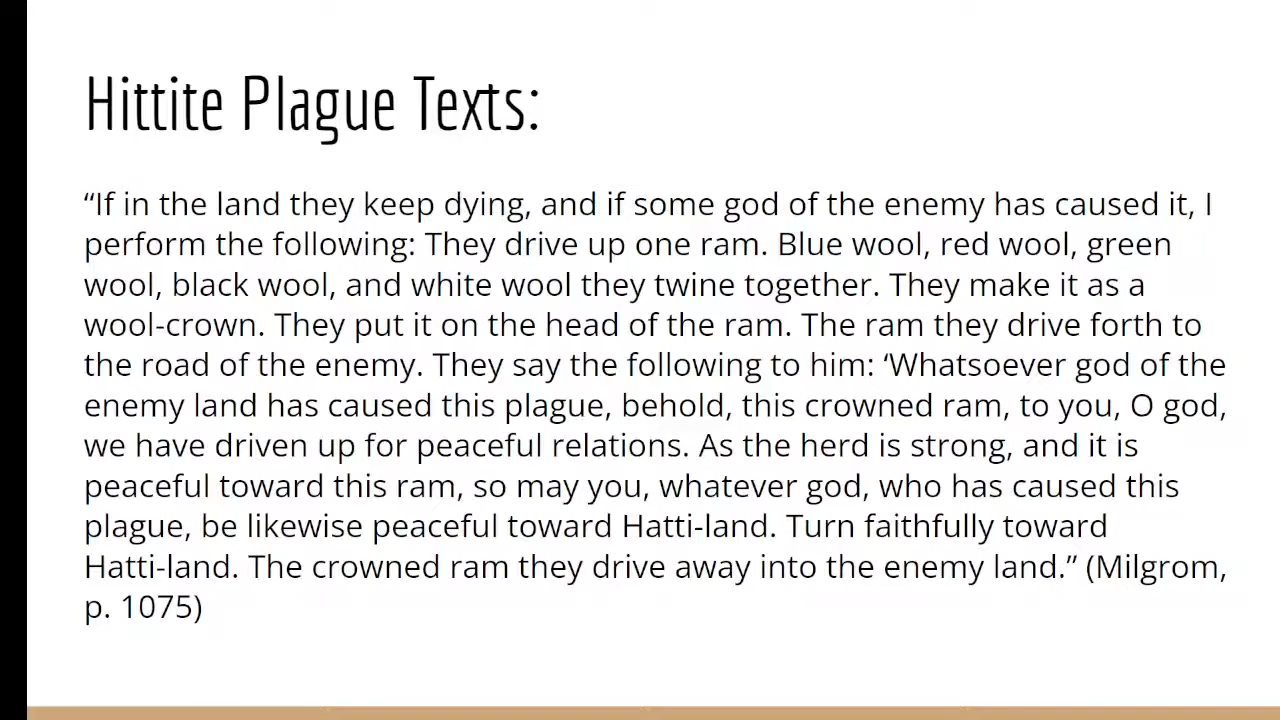 Hittite Plague Texts:
“If in the land they keep dying, and if some god of the enemy has caused it, I
perform the following: They drive up one ram. Blue wool, red wool, green
wool, black wool, and white wool they twine together. They make it as a
wool-crown. They put it on the head of the ram. The ram they drive forth to
the road of the enemy. They say the following to him: ‘Whatsoever god of the
enemy land has caused this plague, behold, this crowned ram, to you, O god,
we have driven up for peaceful relations. As the herd is strong, and it is
peaceful toward this ram, so may you, whatever god, who has caused this
plague, be likewise peaceful toward Hatti-land. Turn faithfully toward
Hatti-land. The crowned ram they drive away into the enemy land.” (Milgrom,
p. 1075)